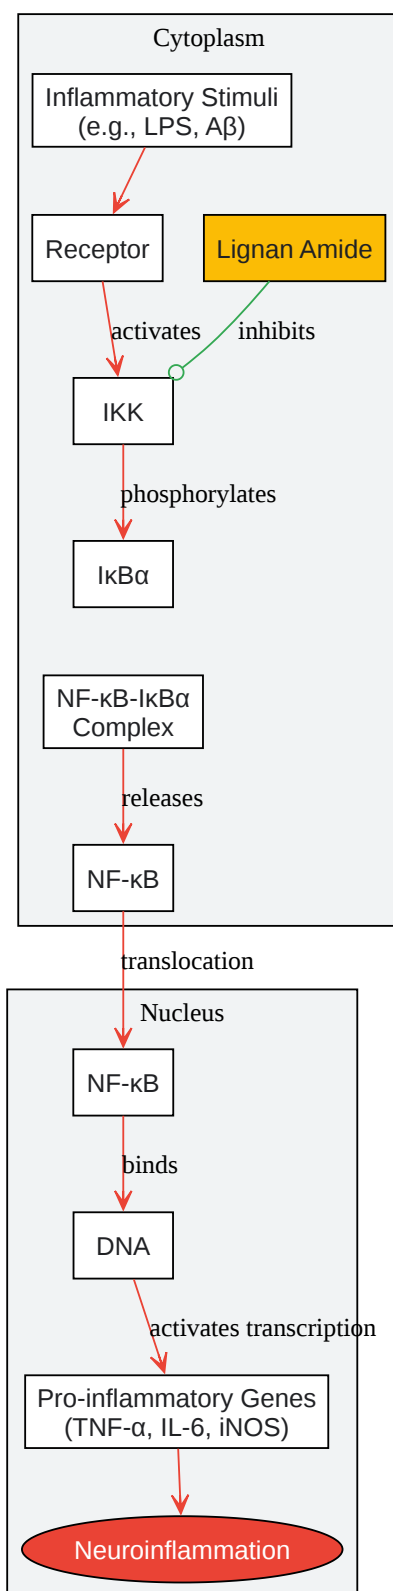 Cytoplasm
Inflammatory Stimuli
(e.g., LPS, Aβ)
Receptor
Lignan Amide
activates
inhibits
IKK
phosphorylates
IκBα
NF-κB-IκBα
Complex
releases
NF-κB
translocation
Nucleus
NF-κB
binds
DNA
activates transcription
Pro-inflammatory Genes
(TNF-α, IL-6, iNOS)
Neuroinflammation